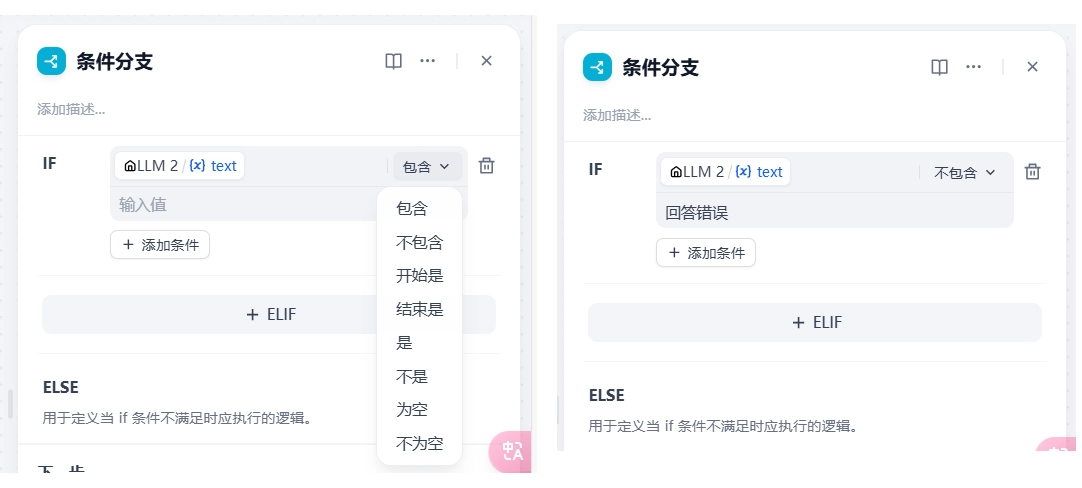 条件分支
添加描述...
IF
LLM 2 / {x} text
包含
输入值
包含
不包含
开始是
结束是
是
不是
为空
不为空
+ 添加条件
+ ELIF
ELSE
用于定义当 if 条件不满足时应执行的逻辑。
下一步
条件分支
添加描述...
IF
LLM 2 / {x} text
不包含
回答错误
+ 添加条件
+ ELIF
ELSE
用于定义当 if 条件不满足时应执行的逻辑。